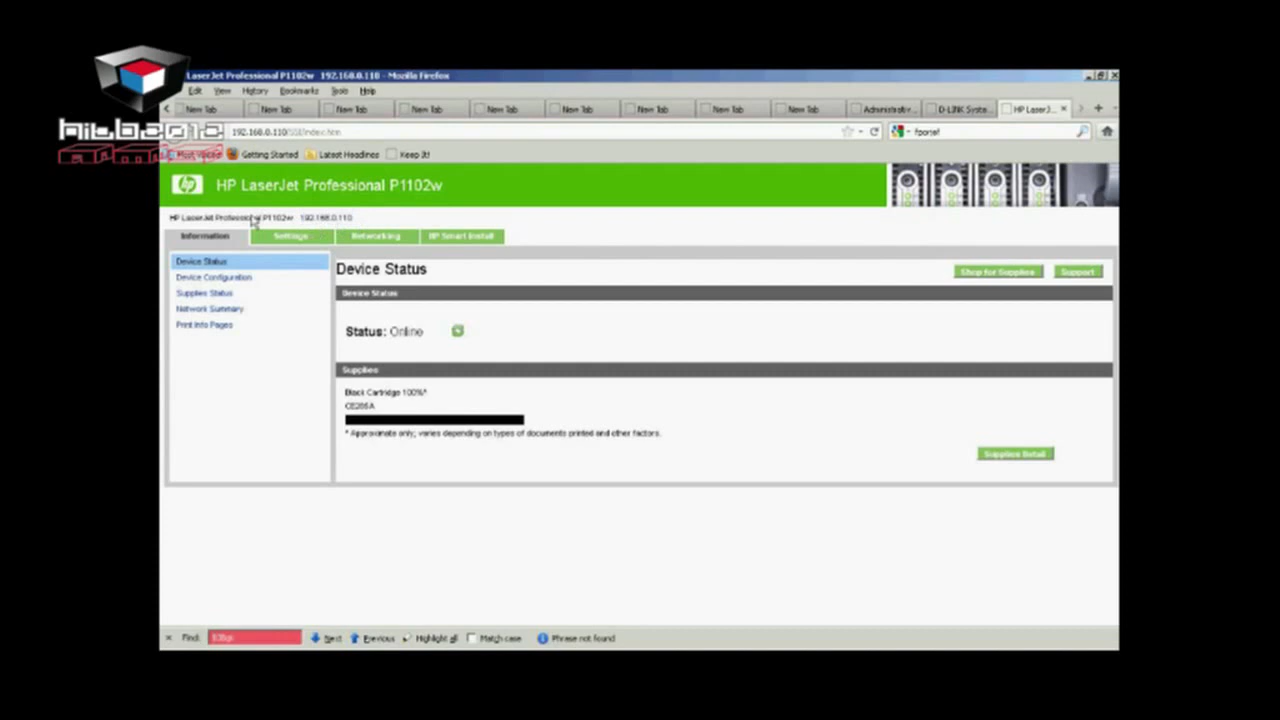 LaserJet Professional P1102w 192.168.0.110 - Mozilla Firefox
Edit View History Bookmarks Tools Help
New Tab New Tab New Tab New Tab New Tab New Tab New Tab New Tab New Tab Administrativ... D-LINK Syste... HP LaserJ...
192.168.0.110/SSI/index.htm
Getting Started Latest Headlines Keep It!
hp HP LaserJet Professional P1102w
HP LaserJet Professional P1102w 192.168.0.110
Information Settings Networking HP Smart Install
Device Status
Device Configuration
Supplies Status
Network Summary
Print Info Pages
Device Status
Shop for Supplies Support
Device Status
Status: Online
Supplies
Black Cartridge 100%*
CE285A
* Approximate only; varies depending on types of documents printed and other factors.
Supplies Detail
Find: Next Previous Highlight all Match case Phrase not found